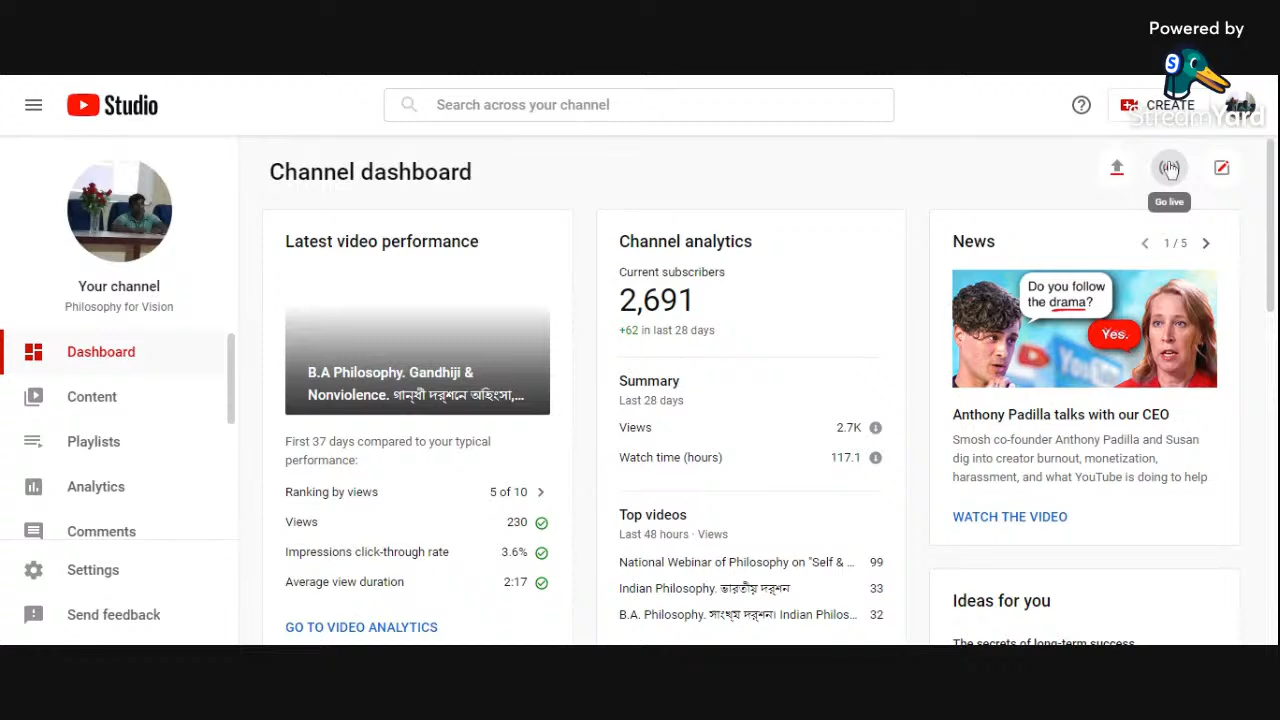 Powered by
StreamYard
Studio
Search across your channel
CREATE
Channel dashboard
Go live
Your channel
Philosophy for Vision
Dashboard
Content
Playlists
Analytics
Comments
Settings
Send feedback
Latest video performance
B.A Philosophy. Gandhiji &
Nonviolence. গান্ধী দর্শনে অহিংসা,...
First 37 days compared to your typical
performance:
Ranking by views 5 of 10
Views 230
Impressions click-through rate 3.6%
Average view duration 2:17
GO TO VIDEO ANALYTICS
Channel analytics
Current subscribers
2,691
+62 in last 28 days
Summary
Last 28 days
Views 2.7K
Watch time (hours) 117.1
Top videos
Last 48 hours · Views
National Webinar of Philosophy on "Self & ... 99
Indian Philosophy. ভারতীয় দর্শন 33
B.A. Philosophy. সাংখ্য দর্শন। Indian Philos... 32
News
1 / 5
Do you follow
the drama?
Yes.
Anthony Padilla talks with our CEO
Smosh co-founder Anthony Padilla and Susan
dig into creator burnout, monetization,
harassment, and what YouTube is doing to help
WATCH THE VIDEO
Ideas for you
The secrets of long-term success